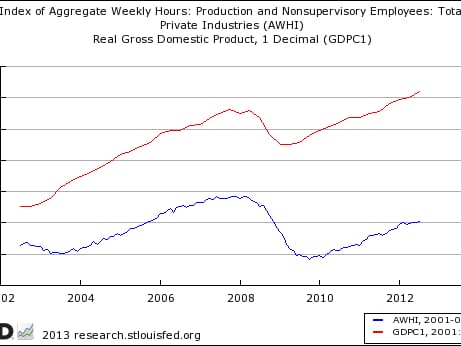 Index of Aggregate Weekly Hours: Production and Nonsupervisory Employees: Tota
Private Industries (AWHI)
Real Gross Domestic Product, 1 Decimal (GDPC1)
02 2004 2006 2008 2010 2012
D 2013 research.stlouisfed.org
AWHI, 2001-0
GDPC1, 2001: